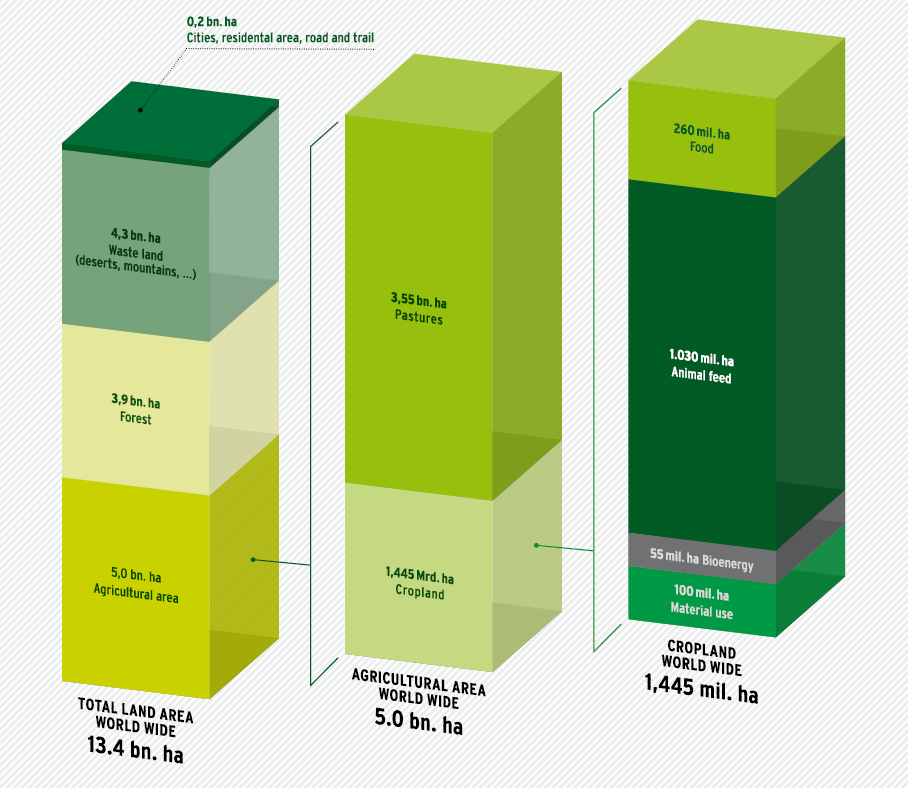 0,2 bn. ha
Cities, residental area, road and trail
4,3 bn. ha
Waste land
(deserts, mountains, ...)
3,9 bn. ha
Forest
5,0 bn. ha
Agricultural area
TOTAL LAND AREA
WORLD WIDE
13.4 bn. ha
3,55 bn. ha
Pastures
1,445 Mrd. ha
Cropland
AGRICULTURAL AREA
WORLD WIDE
5.0 bn. ha
260 mil. ha
Food
1.030 mil. ha
Animal feed
55 mil. ha Bioenergy
100 mil. ha
Material use
CROPLAND
WORLD WIDE
1,445 mil. ha